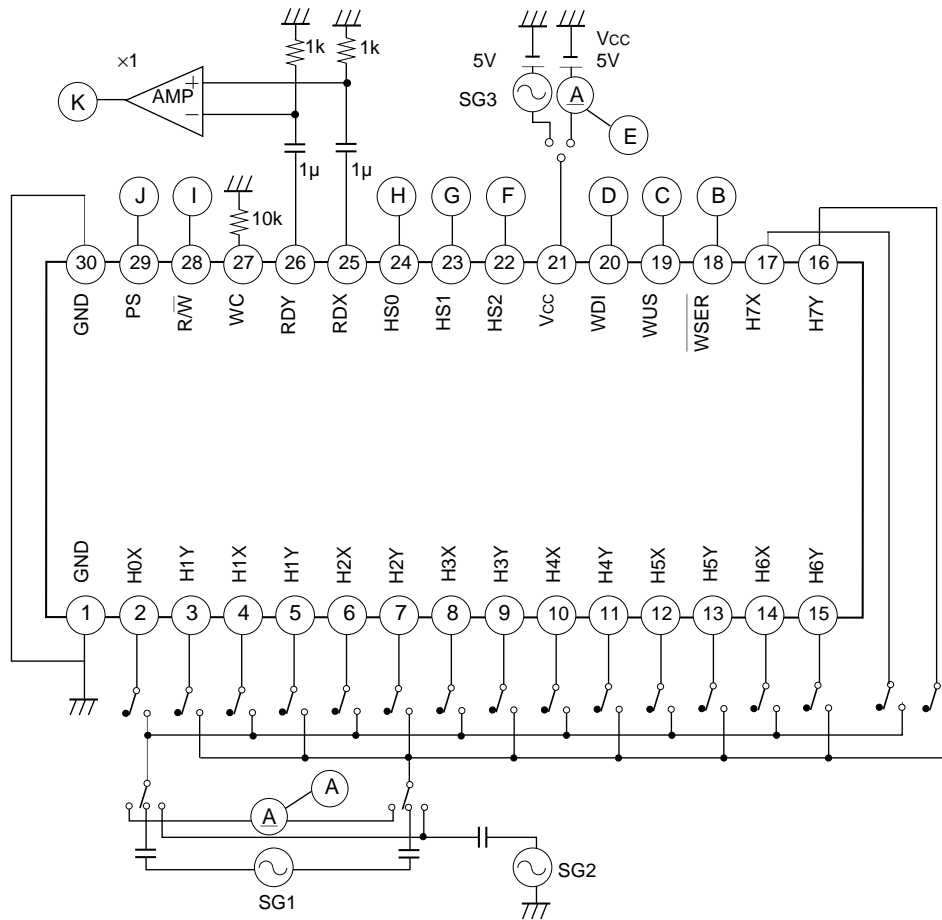 1k
1k
×1
AMP
+
−
K
1µ
1µ
10k
5V
VCC
5V
SG3
A
E
J
I
H
G
F
D
C
B
30
29
28
27
26
25
24
23
22
21
20
19
18
17
16
GND
PS
R/W
WC
RDY
RDX
HS0
HS1
HS2
VCC
WDI
WUS
WSER
H7X
H7Y
GND
H0X
H1Y
H1X
H1Y
H2X
H2Y
H3X
H3Y
H4X
H4Y
H5X
H5Y
H6X
H6Y
1
2
3
4
5
6
7
8
9
10
11
12
13
14
15
A
A
SG1
SG2